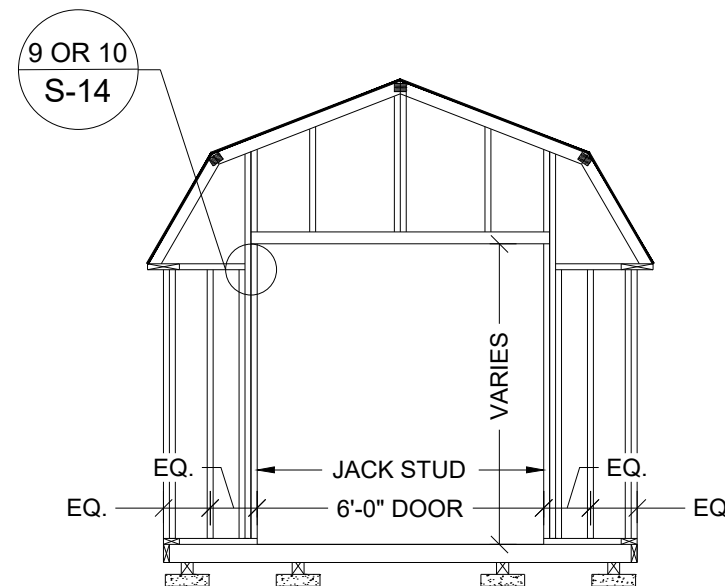 9 OR 10
S-14
VARIES
EQ.
JACK STUD
EQ.
EQ.
6'-0" DOOR
EQ